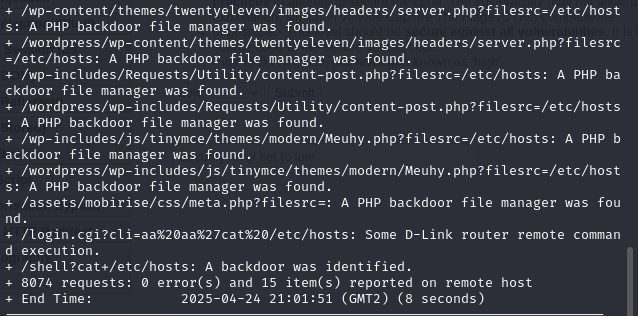 + /wp-content/themes/twentyeleven/images/headers/server.php?filesrc=/etc/host
s: A PHP backdoor file manager was found.
+ /wordpress/wp-content/themes/twentyeleven/images/headers/server.php?filesrc
=/etc/hosts: A PHP backdoor file manager was found.
+ /wp-includes/Requests/Utility/content-post.php?filesrc=/etc/hosts: A PHP ba
ckdoor file manager was found.
+ /wordpress/wp-includes/Requests/Utility/content-post.php?filesrc=/etc/hosts
: A PHP backdoor file manager was found.
+ /wp-includes/js/tinymce/themes/modern/Meuhy.php?filesrc=/etc/hosts: A PHP b
ackdoor file manager was found.
+ /wordpress/wp-includes/js/tinymce/themes/modern/Meuhy.php?filesrc=/etc/host
s: A PHP backdoor file manager was found.
+ /assets/mobirise/css/meta.php?filesrc=: A PHP backdoor file manager was fou
nd.
+ /login.cgi?cli=aa%20aa%27cat%20/etc/hosts: Some D-Link router remote comman
d execution.
+ /shell?cat+/etc/hosts: A backdoor was identified.
+ 8074 requests: 0 error(s) and 15 item(s) reported on remote host
+ End Time:           2025-04-24 21:01:51 (GMT2) (8 seconds)